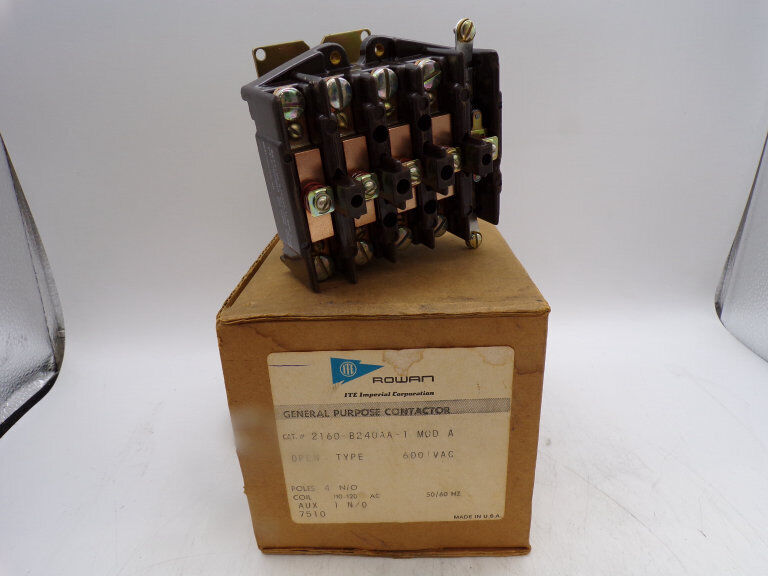 ITE ROWAN
ITE Imperial Corporation
GENERAL PURPOSE CONTACTOR
CAT. # 2160-B240AA-1 MOD A
OPEN TYPE 600 VAC
POLES 4 N/O
COIL 110-120 AC 50/60 HZ
AUX 1 N/O
7510 MADE IN U.S.A.